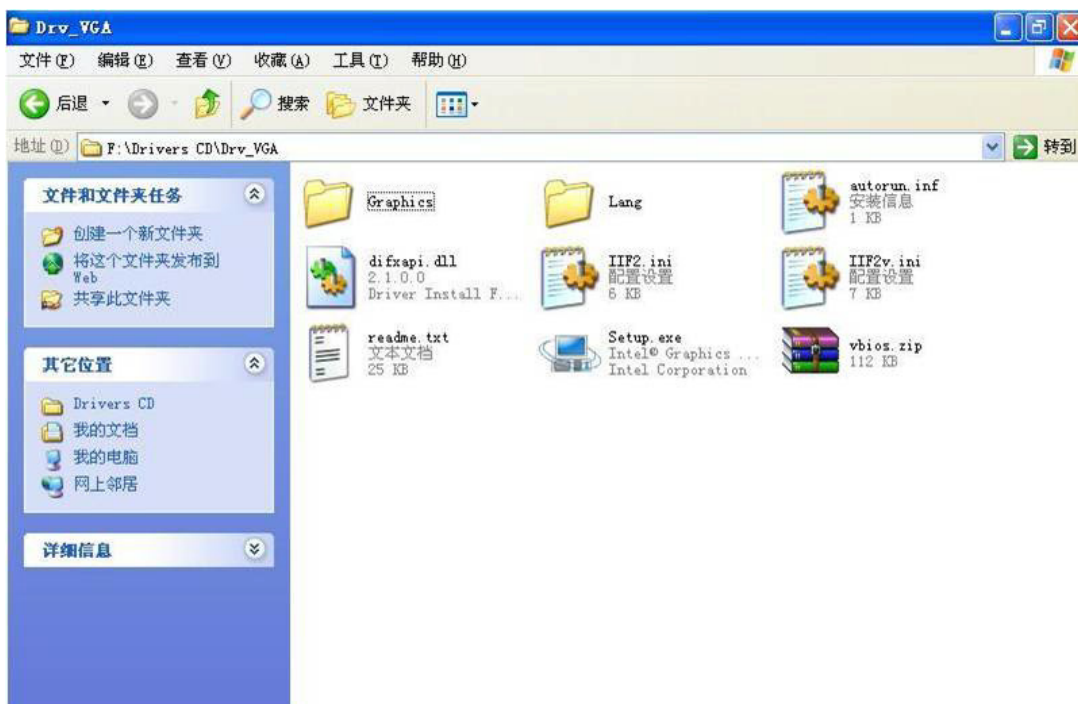 Drv_VGA
文件(F) 编辑(E) 查看(V) 收藏(A) 工具(T) 帮助(H)
后退 搜索 文件夹
地址(D) F:\Drivers CD\Drv_VGA 转到
文件和文件夹任务
创建一个新文件夹
将这个文件夹发布到
Web
共享此文件夹
其它位置
Drivers CD
我的文档
我的电脑
网上邻居
详细信息
Graphics
Lang
autorun.inf
安装信息
1 KB
difxapi.dll
2.1.0.0
Driver Install F...
IIF2.ini
配置设置
6 KB
IIF2v.ini
配置设置
7 KB
readme.txt
文本文档
25 KB
Setup.exe
Intel® Graphics ...
Intel Corporation
vbios.zip
112 KB